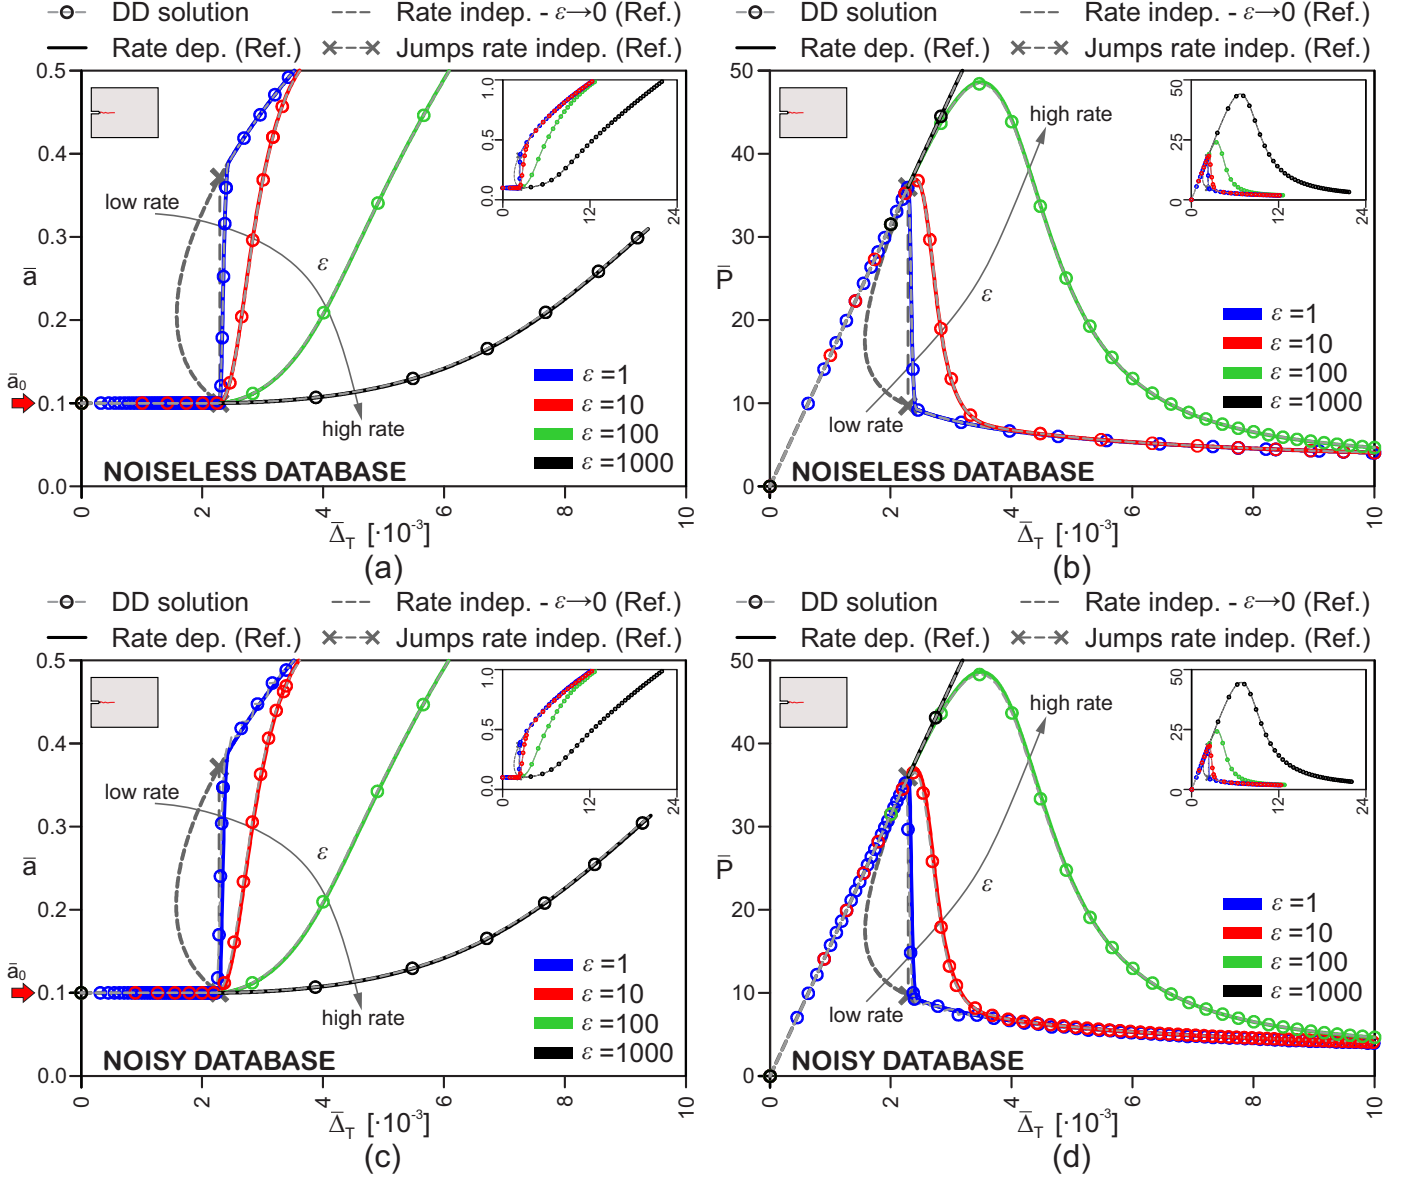 DD solution
Rate indep. - ε→0 (Ref.)
Rate dep. (Ref.)
Jumps rate indep. (Ref.)
0.5
0.4
0.3
0.2
0.1
0.0
a̅
a̅₀
low rate
ε
high rate
1.0
0.5
0.0
0
12
24
ε =1
ε =10
ε =100
ε =1000
NOISELESS DATABASE
0
2
4
6
8
10
Δ̅_T [·10⁻³]
(a)
DD solution
Rate indep. - ε→0 (Ref.)
Rate dep. (Ref.)
Jumps rate indep. (Ref.)
50
40
30
20
10
0
P̅
high rate
ε
low rate
50
25
0
0
12
24
ε =1
ε =10
ε =100
ε =1000
NOISELESS DATABASE
0
2
4
6
8
10
Δ̅_T [·10⁻³]
(b)
DD solution
Rate indep. - ε→0 (Ref.)
Rate dep. (Ref.)
Jumps rate indep. (Ref.)
0.5
0.4
0.3
0.2
0.1
0.0
a̅
a̅₀
low rate
ε
high rate
1.0
0.5
0.0
0
12
24
ε =1
ε =10
ε =100
ε =1000
NOISY DATABASE
0
2
4
6
8
10
Δ̅_T [·10⁻³]
(c)
DD solution
Rate indep. - ε→0 (Ref.)
Rate dep. (Ref.)
Jumps rate indep. (Ref.)
50
40
30
20
10
0
P̅
high rate
ε
low rate
50
25
0
0
12
24
ε =1
ε =10
ε =100
ε =1000
NOISY DATABASE
0
2
4
6
8
10
Δ̅_T [·10⁻³]
(d)